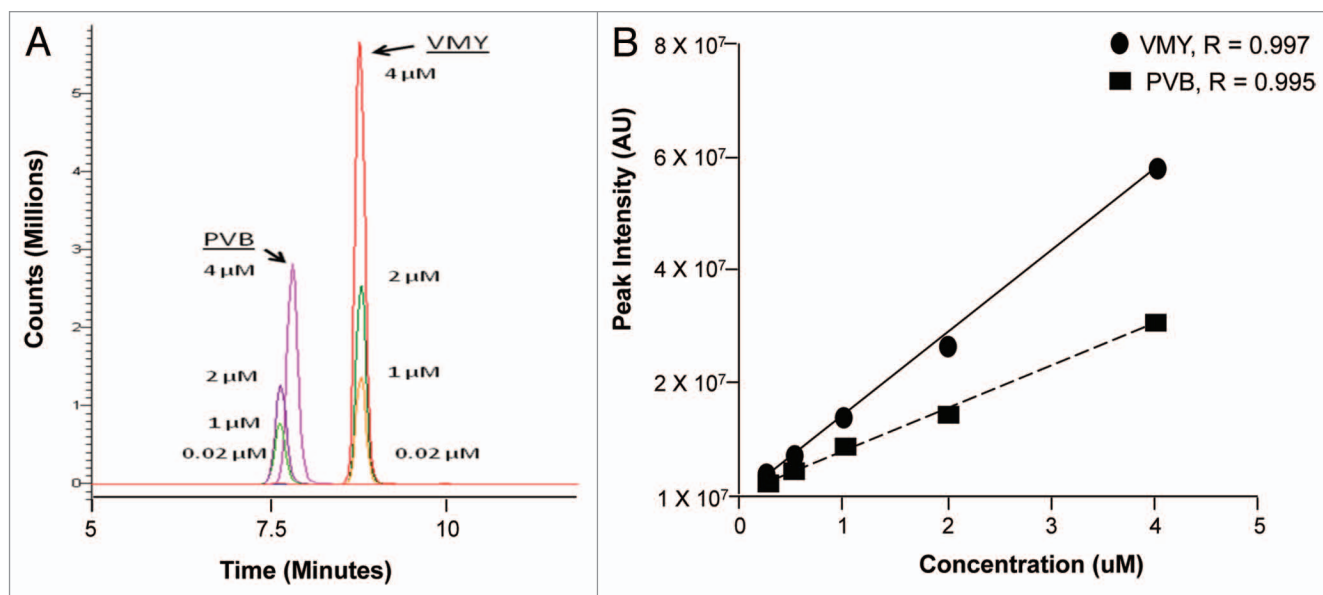 A
VMY
4 μM
PVB
4 μM
2 μM
2 μM
1 μM
1 μM
0.02 μM
0.02 μM
5
4
3
2
1
0
Counts (Millions)
5
7.5
10
Time (Minutes)
B
VMY, R = 0.997
PVB, R = 0.995
8 X 10⁷
6 X 10⁷
4 X 10⁷
2 X 10⁷
1 X 10⁷
Peak Intensity (AU)
0
1
2
3
4
5
Concentration (uM)